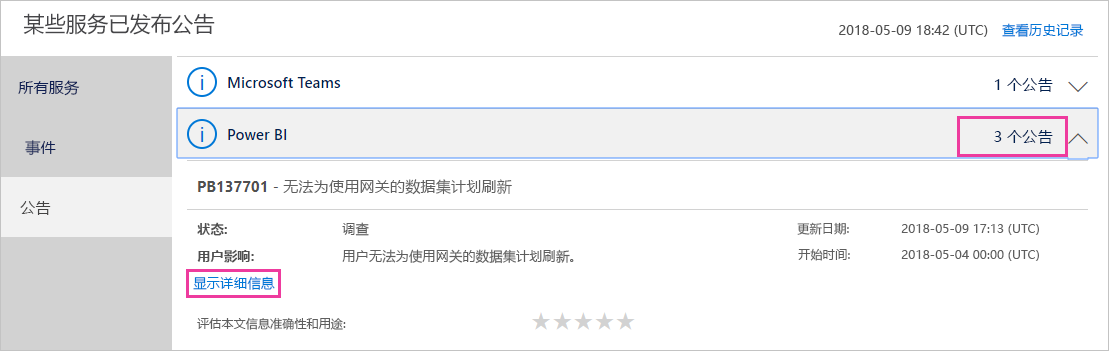 某些服务已发布公告
2018-05-09 18:42 (UTC) 查看历史记录
所有服务
事件
公告
Microsoft Teams 1 个公告
Power BI 3 个公告
PB137701 - 无法为使用网关的数据集计划刷新
状态: 调查 更新日期: 2018-05-09 17:13 (UTC)
用户影响: 用户无法为使用网关的数据集计划刷新。 开始时间: 2018-05-04 00:00 (UTC)
显示详细信息
评估本文信息准确性和用途: